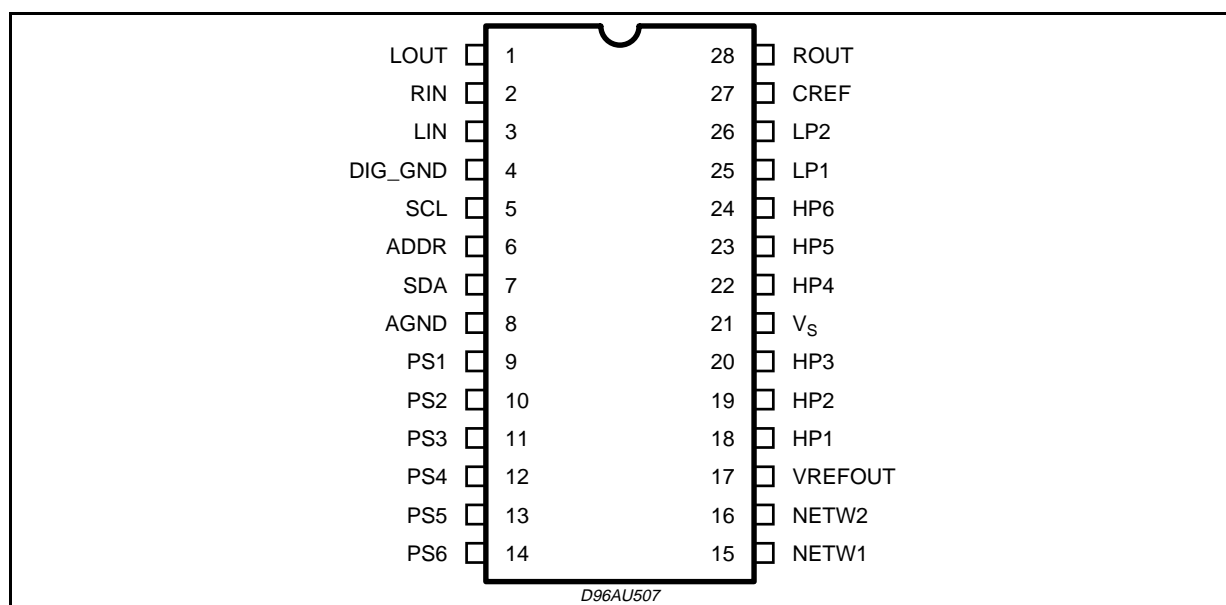 LOUT 1 28 ROUT
RIN 2 27 CREF
LIN 3 26 LP2
DIG_GND 4 25 LP1
SCL 5 24 HP6
ADDR 6 23 HP5
SDA 7 22 HP4
AGND 8 21 VS
PS1 9 20 HP3
PS2 10 19 HP2
PS3 11 18 HP1
PS4 12 17 VREFOUT
PS5 13 16 NETW2
PS6 14 15 NETW1
D96AU507